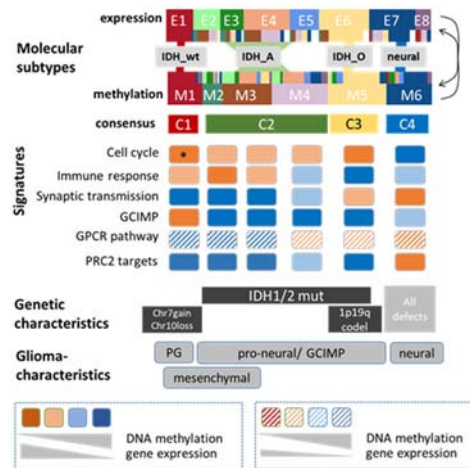 expression E1 E2 E3 E4 E5 E6 E7 E8
Molecular subtypes
IDH_wt IDH_A IDH_O neural
methylation M1 M2 M3 M4 M5 M6
consensus C1 C2 C3 C4
Signatures
Cell cycle *
Immune response
Synaptic transmission
GCIMP
GPCR pathway
PRC2 targets
Genetic characteristics
IDH1/2 mut
Chr7gain
Chr10loss
1p19q
codel
All
defects
Glioma-
characteristics
PG pro-neural/ GCIMP neural
meschymal
DNA methylation
gene expression
DNA methylation
gene expression